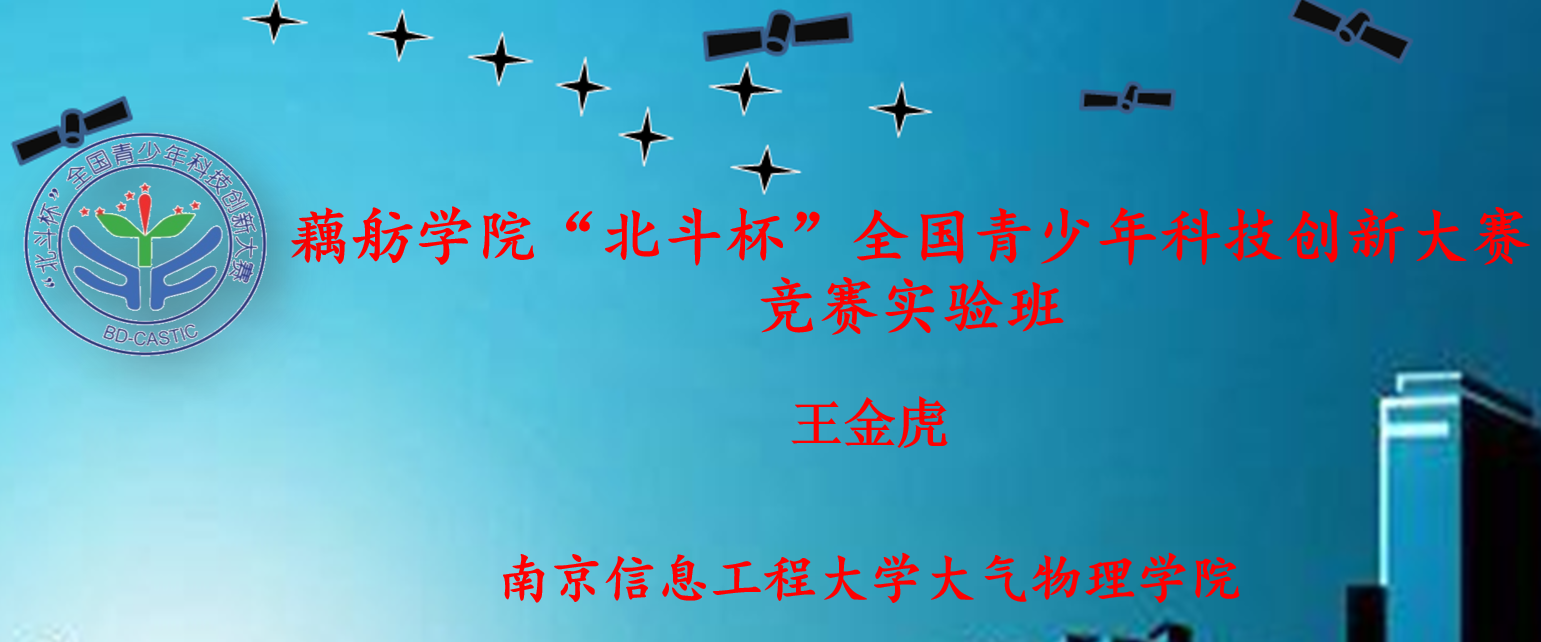 “北斗杯”全国青少年科技创新大赛
BD-CASTIC
藕舫学院“北斗杯”全国青少年科技创新大赛
竞赛实验班
王金虎
南京信息工程大学大气物理学院